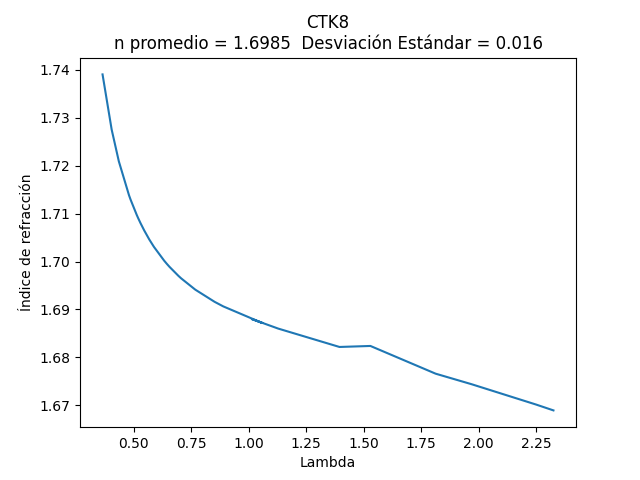 CTK8
n promedio = 1.6985  Desviación Estándar = 0.016
Índice de refracción
1.74
1.73
1.72
1.71
1.70
1.69
1.68
1.67
0.50 0.75 1.00 1.25 1.50 1.75 2.00 2.25
Lambda